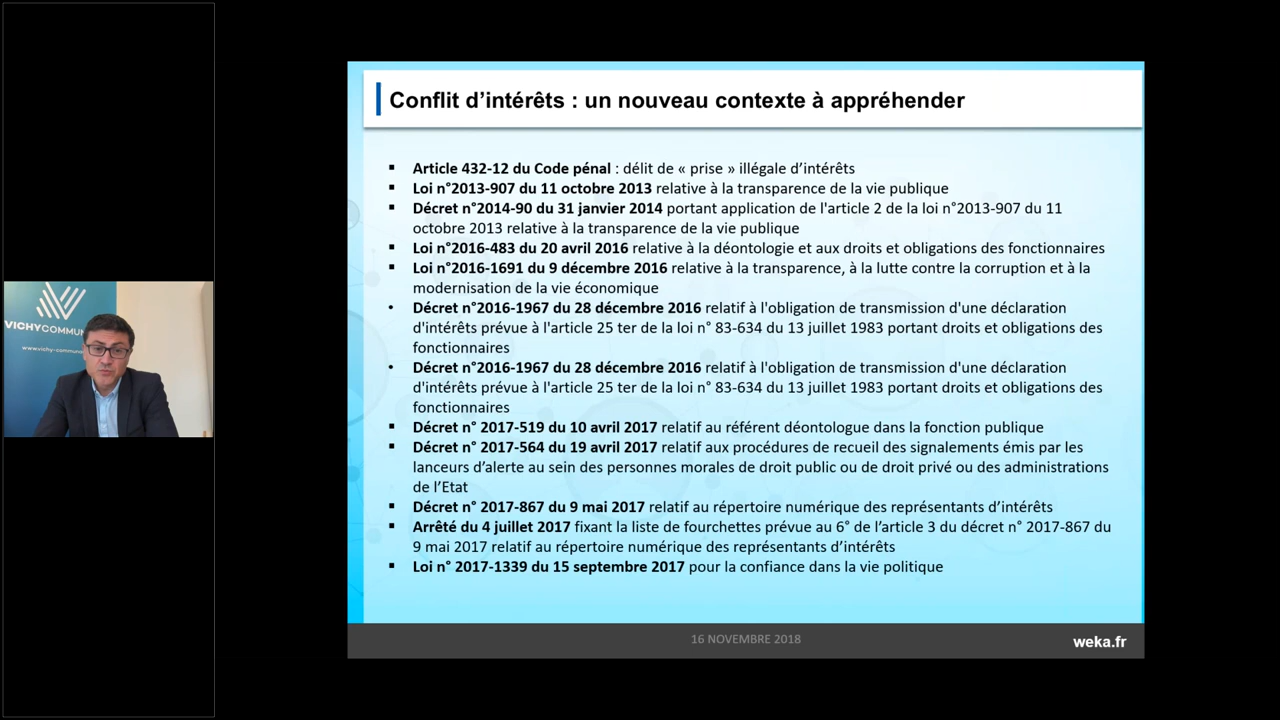 Conflit d’intérêts : un nouveau contexte à appréhender
▪ Article 432-12 du Code pénal : délit de « prise » illégale d’intérêts
▪ Loi n°2013-907 du 11 octobre 2013 relative à la transparence de la vie publique
▪ Décret n°2014-90 du 31 janvier 2014 portant application de l'article 2 de la loi n°2013-907 du 11
octobre 2013 relative à la transparence de la vie publique
▪ Loi n°2016-483 du 20 avril 2016 relative à la déontologie et aux droits et obligations des fonctionnaires
▪ Loi n°2016-1691 du 9 décembre 2016 relative à la transparence, à la lutte contre la corruption et à la
modernisation de la vie économique
• Décret n°2016-1967 du 28 décembre 2016 relatif à l'obligation de transmission d'une déclaration
d'intérêts prévue à l'article 25 ter de la loi n° 83-634 du 13 juillet 1983 portant droits et obligations des
fonctionnaires
• Décret n°2016-1967 du 28 décembre 2016 relatif à l'obligation de transmission d'une déclaration
d'intérêts prévue à l'article 25 ter de la loi n° 83-634 du 13 juillet 1983 portant droits et obligations des
fonctionnaires
▪ Décret n° 2017-519 du 10 avril 2017 relatif au référent déontologue dans la fonction publique
▪ Décret n° 2017-564 du 19 avril 2017 relatif aux procédures de recueil des signalements émis par les
lanceurs d’alerte au sein des personnes morales de droit public ou de droit privé ou des administrations
de l’Etat
▪ Décret n° 2017-867 du 9 mai 2017 relatif au répertoire numérique des représentants d’intérêts
▪ Arrêté du 4 juillet 2017 fixant la liste de fourchettes prévue au 6° de l’article 3 du décret n° 2017-867 du
9 mai 2017 relatif au répertoire numérique des représentants d’intérêts
▪ Loi n° 2017-1339 du 15 septembre 2017 pour la confiance dans la vie politique
16 NOVEMBRE 2018
weka.fr
VICHYCOMMUN
www.vichy-commun